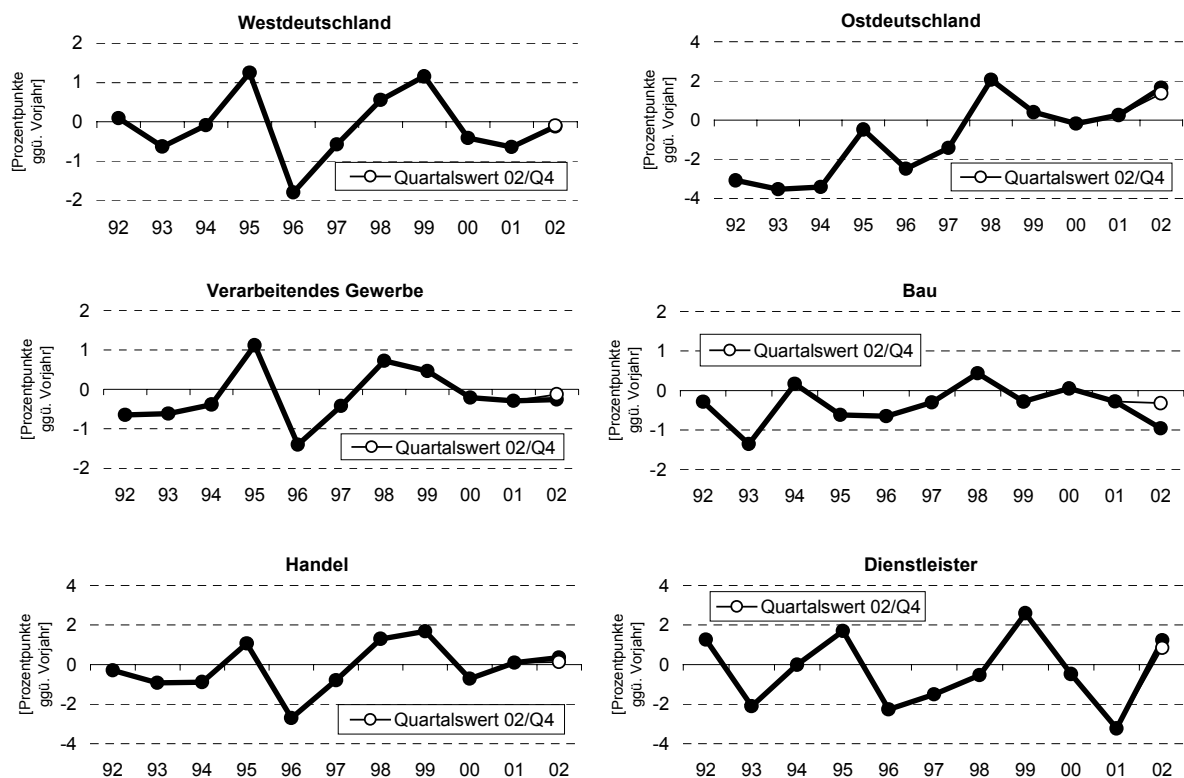 Westdeutschland
[Prozentpunkte
ggü. Vorjahr]
2
1
0
-1
-2
Quartalswert 02/Q4
92 93 94 95 96 97 98 99 00 01 02
Ostdeutschland
[Prozentpunkte
ggü. Vorjahr]
4
2
0
-2
-4
Quartalswert 02/Q4
92 93 94 95 96 97 98 99 00 01 02
Verarbeitendes Gewerbe
[Prozentpunkte
ggü. Vorjahr]
2
1
0
-1
-2
Quartalswert 02/Q4
92 93 94 95 96 97 98 99 00 01 02
Bau
[Prozentpunkte
ggü. Vorjahr]
2
1
0
-1
-2
Quartalswert 02/Q4
92 93 94 95 96 97 98 99 00 01 02
Handel
[Prozentpunkte
ggü. Vorjahr]
4
2
0
-2
-4
Quartalswert 02/Q4
92 93 94 95 96 97 98 99 00 01 02
Dienstleister
[Prozentpunkte
ggü. Vorjahr]
4
2
0
-2
-4
Quartalswert 02/Q4
92 93 94 95 96 97 98 99 00 01 02